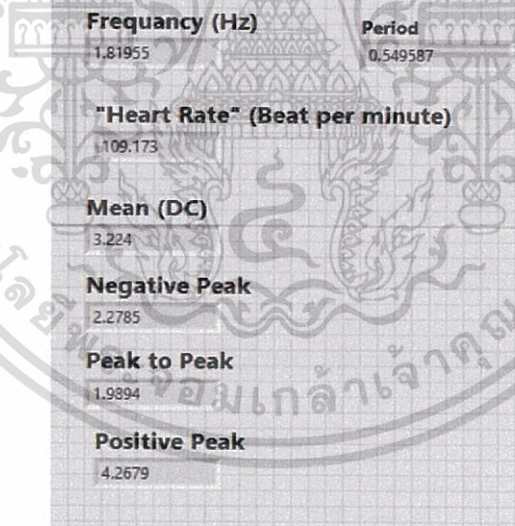 Frequancy (Hz)
Period
1.81955
0.549587
"Heart Rate" (Beat per minute)
109.173
Mean (DC)
3.224
Negative Peak
2.2785
Peak to Peak
1.9894
Positive Peak
4.2679